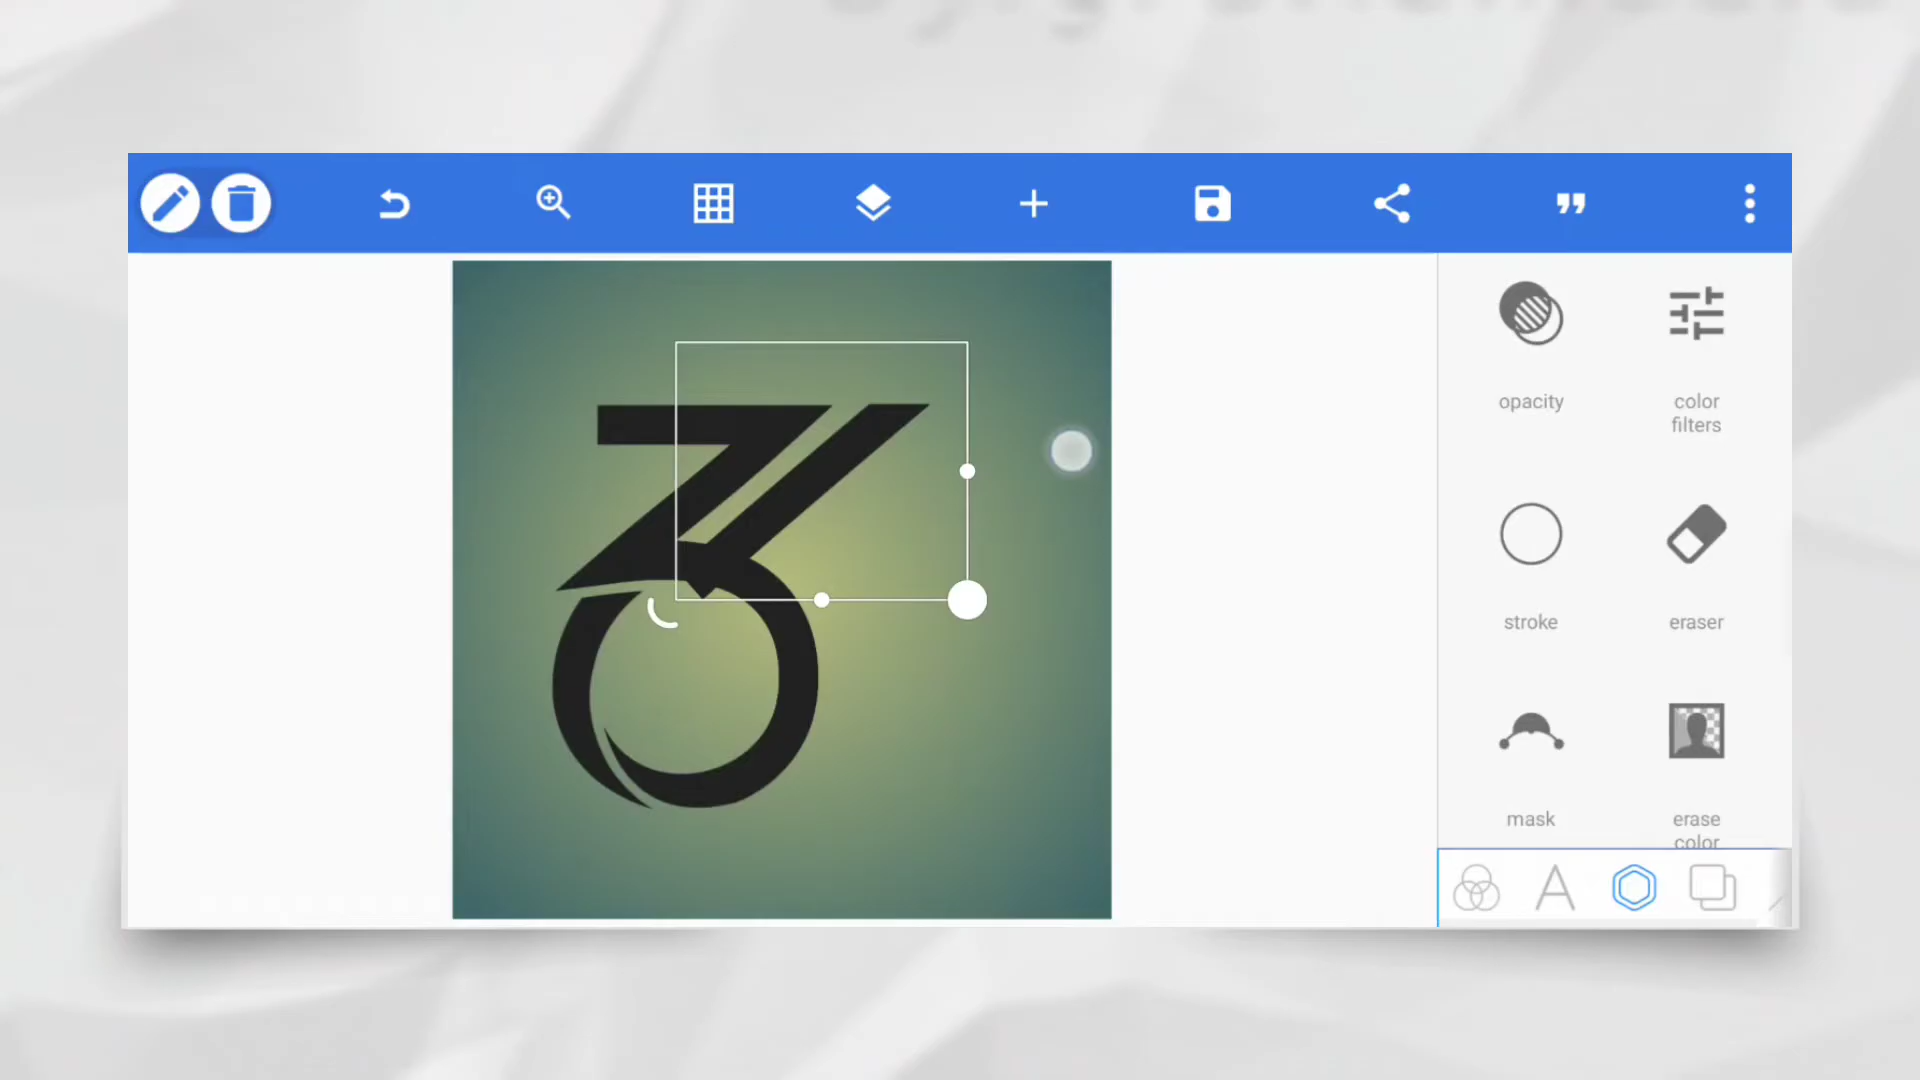 opacity
color
filters
stroke
eraser
mask
erase
color